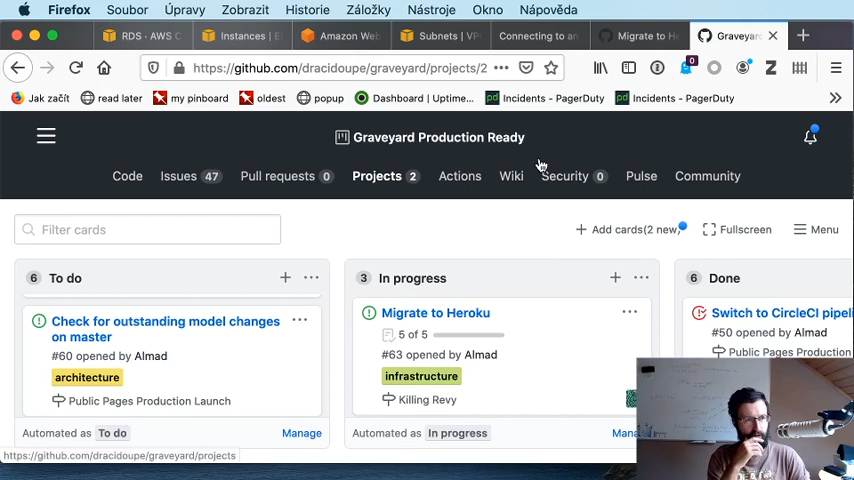 Firefox Soubor Úpravy Zobrazit Historie Záložky Nástroje Okno Nápověda
RDS · AWS C Instances | E Amazon Web Subnets | VP Connecting to an Migrate to He Graveyard
https://github.com/dracidoupe/graveyard/projects/2
Jak začít read later my pinboard oldest popup Dashboard | Uptime... Incidents - PagerDuty Incidents - PagerDuty
Graveyard Production Ready
Code Issues 47 Pull requests 0 Projects 2 Actions Wiki Security 0 Pulse Community
Filter cards
Add cards(2 new) Fullscreen Menu
6 To do
Check for outstanding model changes
on master
#60 opened by Almad
architecture
Public Pages Production Launch
Automated as To do Manage
3 In progress
Migrate to Heroku
5 of 5
#63 opened by Almad
infrastructure
Killing Revy
Automated as In progress Mana
6 Done
Switch to CircleCI pipeli
#50 opened by Almad
Public Pages Production
https://github.com/dracidoupe/graveyard/projects